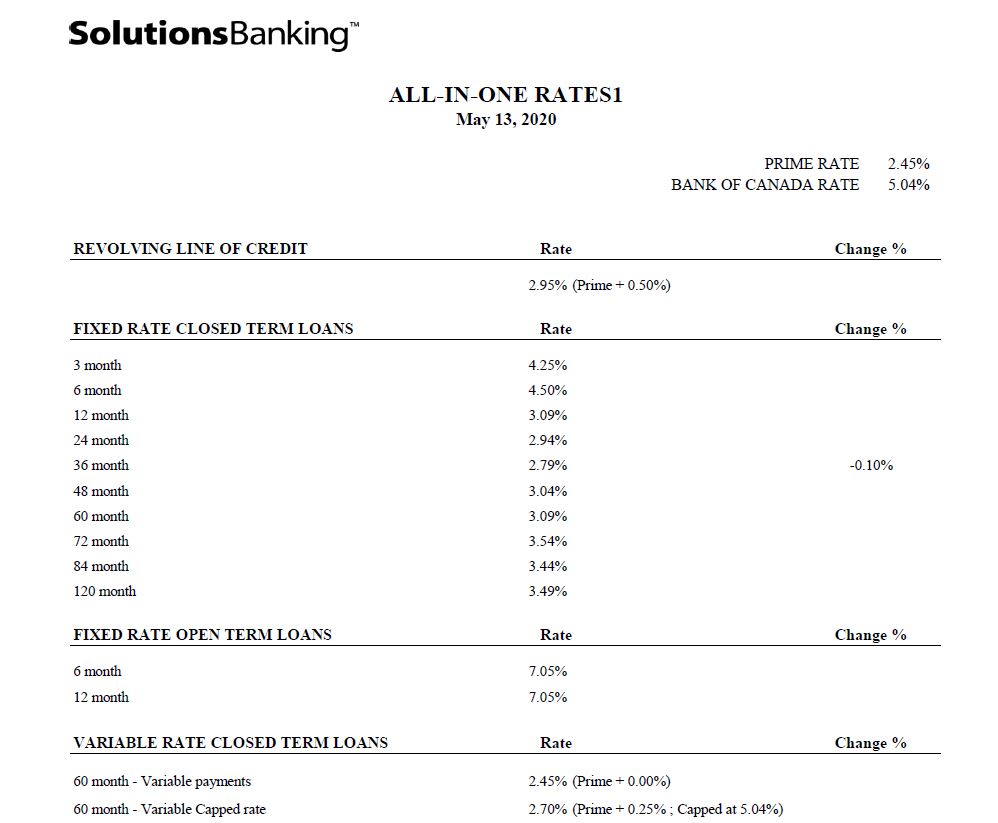 SolutionsBanking™
ALL-IN-ONE RATES1
May 13, 2020
PRIME RATE 2.45%
BANK OF CANADA RATE 5.04%
REVOLVING LINE OF CREDIT Rate Change %
2.95% (Prime + 0.50%)
FIXED RATE CLOSED TERM LOANS Rate Change %
3 month 4.25%
6 month 4.50%
12 month 3.09%
24 month 2.94%
36 month 2.79% -0.10%
48 month 3.04%
60 month 3.09%
72 month 3.54%
84 month 3.44%
120 month 3.49%
FIXED RATE OPEN TERM LOANS Rate Change %
6 month 7.05%
12 month 7.05%
VARIABLE RATE CLOSED TERM LOANS Rate Change %
60 month - Variable payments 2.45% (Prime + 0.00%)
60 month - Variable Capped rate 2.70% (Prime + 0.25% ; Capped at 5.04%)